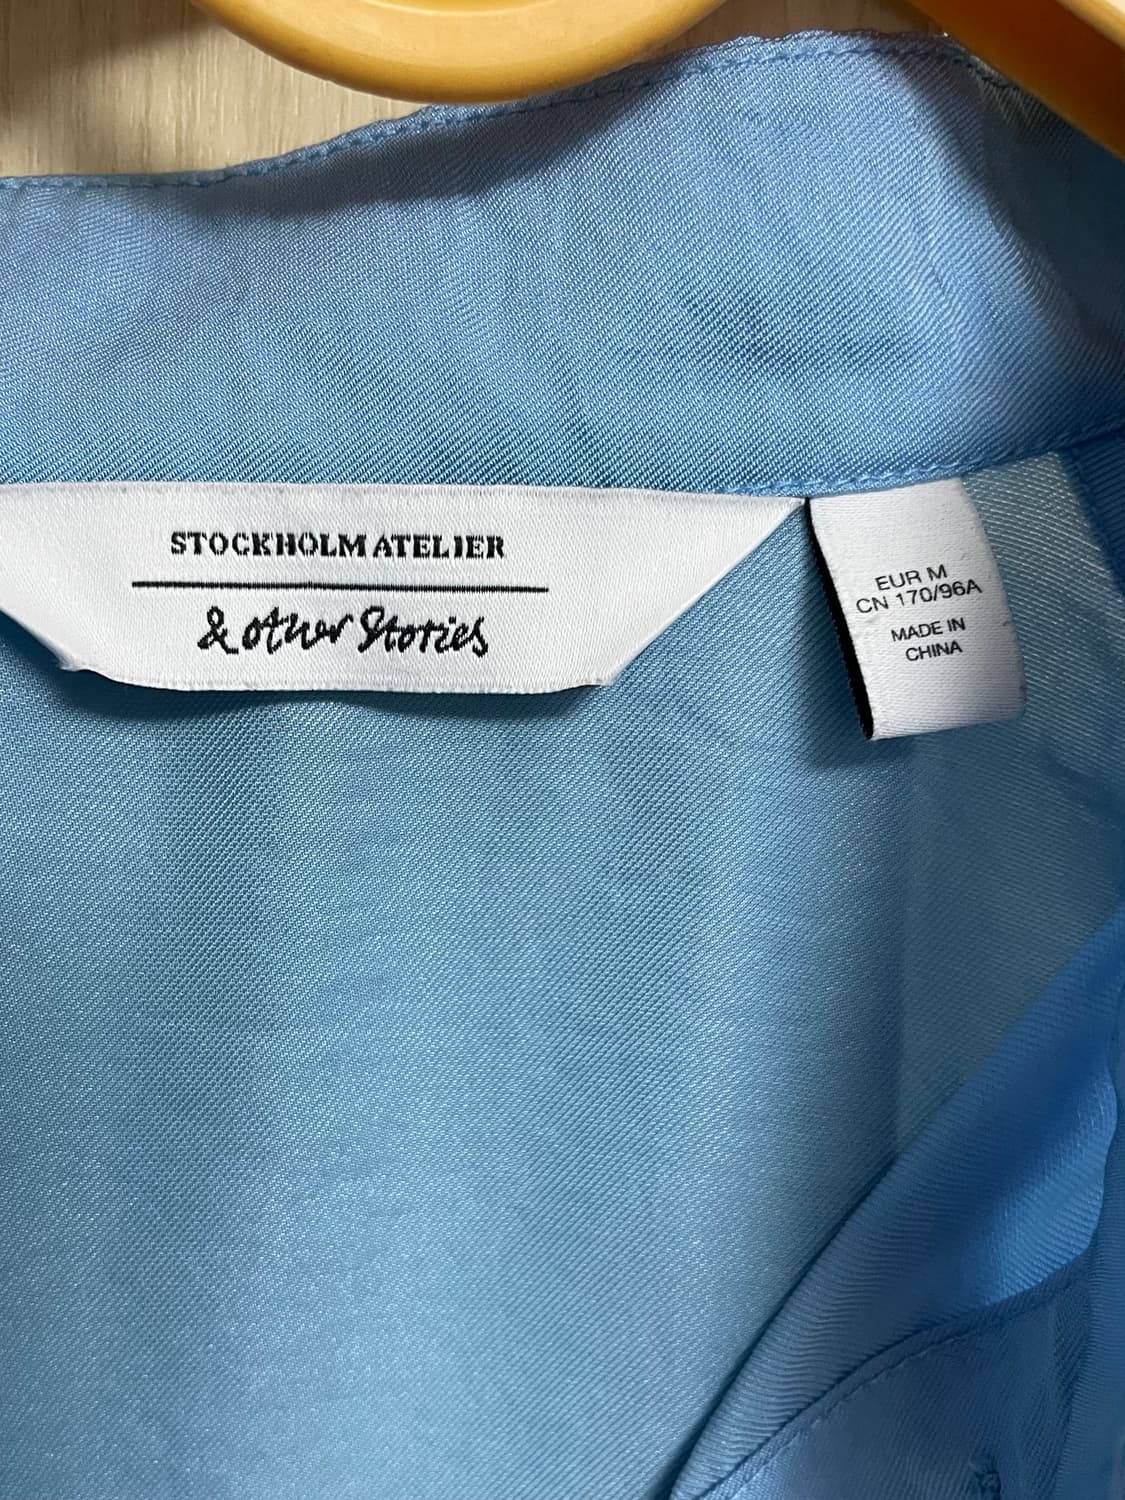 STOCKHOLM ATELIER
& other Stories
EUR M
CN 170/96A
MADE IN
CHINA